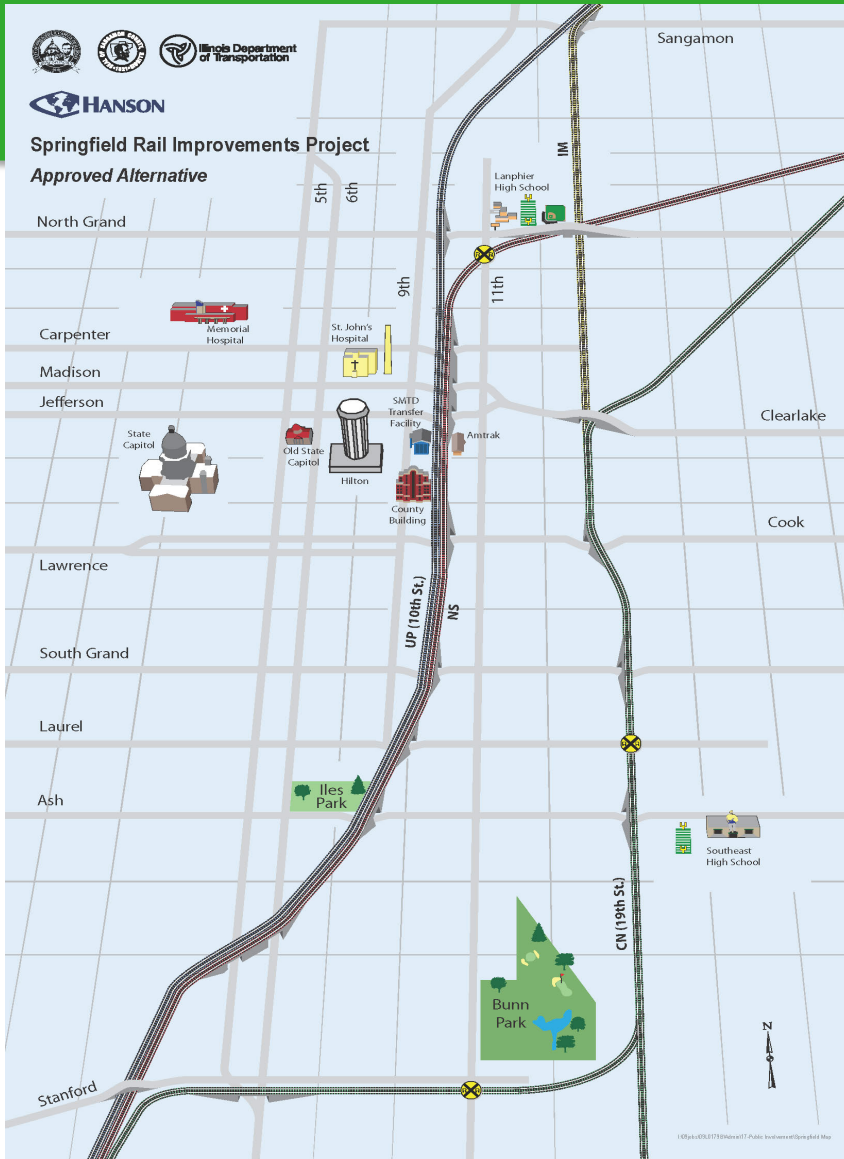 Illinois Department
of Transportation
HANSON
Springfield Rail Improvements Project
Approved Alternative
Sangamon
IM
Lanphier
High School
5th
6th
North Grand
9th
11th
Memorial
Hospital
St. John's
Hospital
Carpenter
Madison
Jefferson
SMTD
Transfer
Facility
Clearlake
State
Capitol
Old State
Capitol
Hilton
Amtrak
County
Building
Cook
Lawrence
UP (10th St.)
NS
South Grand
Laurel
Iles
Park
Ash
Southeast
High School
CN (19th St.)
Bunn
Park
N
Stanford